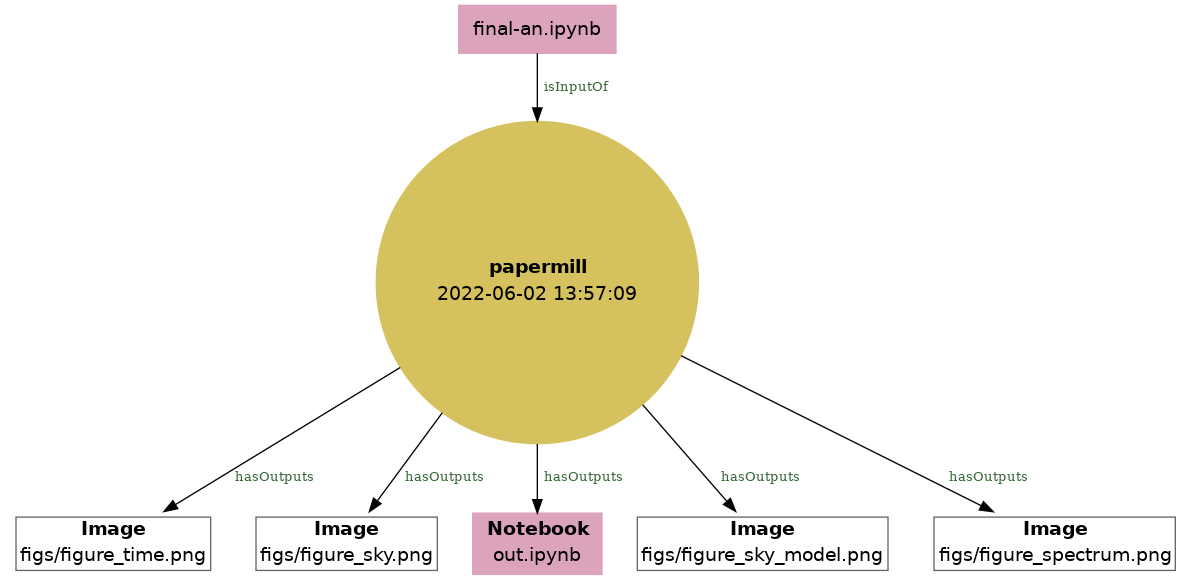 final-an.ipynb
isInputOf
papermill
2022-06-02 13:57:09
hasOutputs
hasOutputs
hasOutputs
hasOutputs
hasOutputs
Image
figs/figure_time.png
Image
figs/figure_sky.png
Notebook
out.ipynb
Image
figs/figure_sky_model.png
Image
figs/figure_spectrum.png